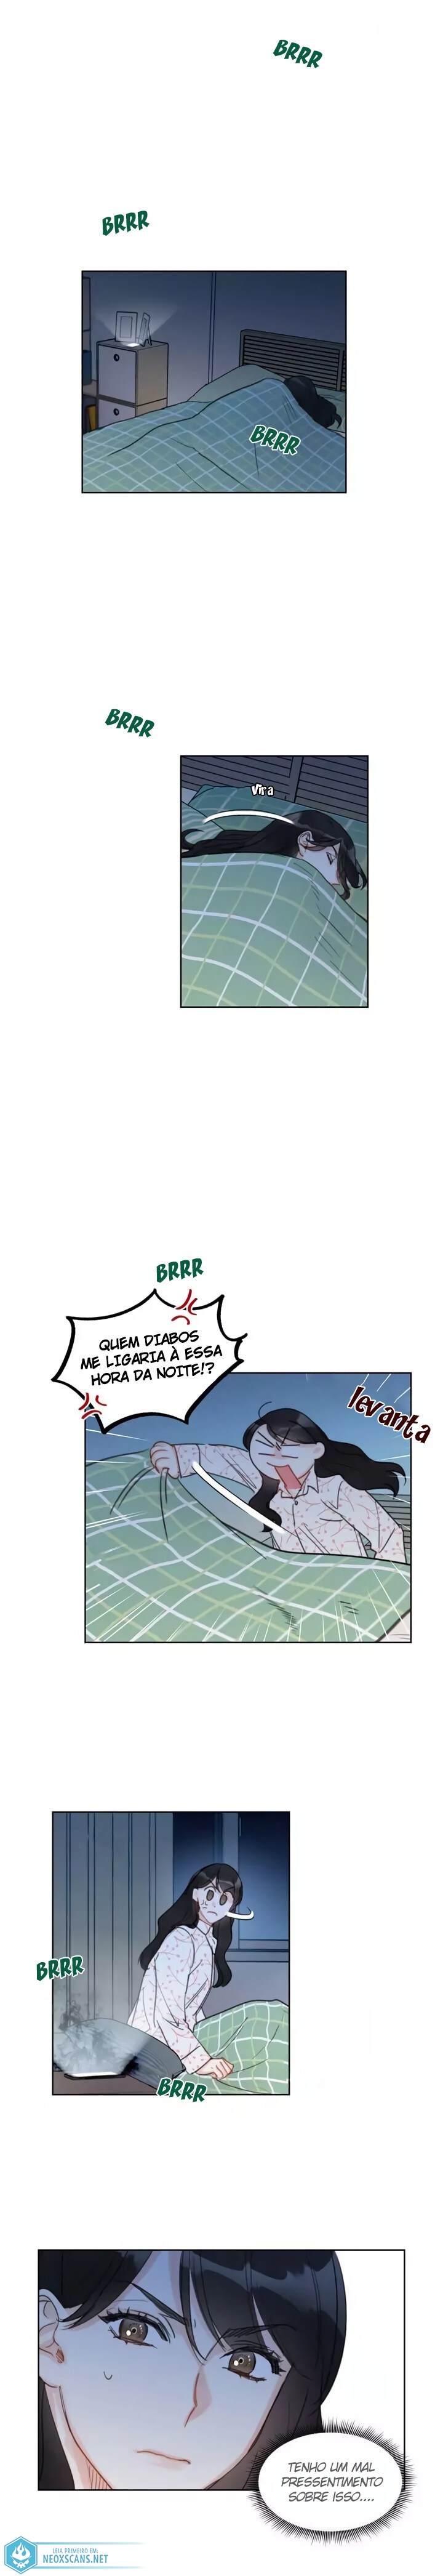 BRRR
BRRR
BRRR
BRRR
Vira
BRRR
QUEM DIABOS
ME LIGARIA À ESSA
HORA DA NOITE!?
levanta
BRRR
BRRR
TENHO UM MAL
PRESSENTIMENTO
SOBRE ISSO....
LEIA PRIMEIRO EM:
NEOXSCANS.NET